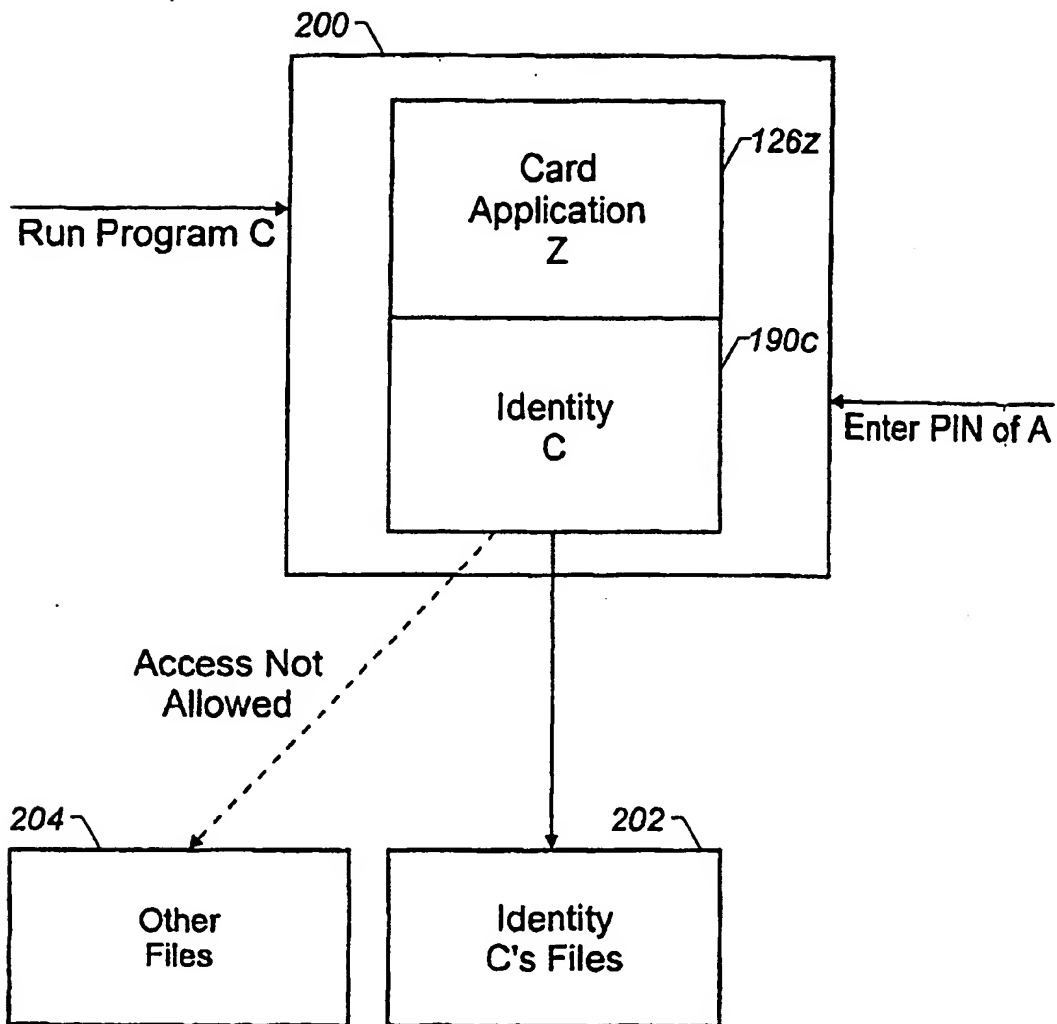 200
Card
Application
Z
126z
Run Program C
190c
Identity
C
Enter PIN of A
Access Not
Allowed
204
202
Other
Files
Identity
C's Files